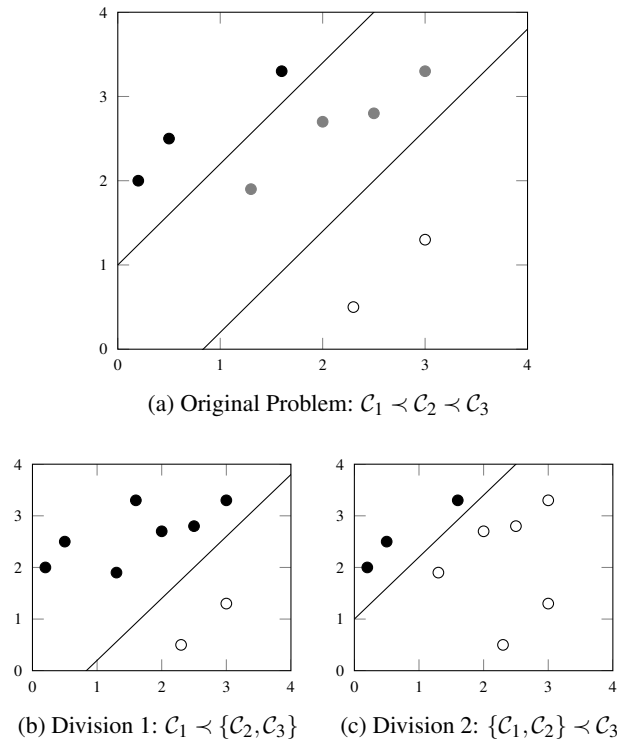 4
3
2
1
0
0 1 2 3 4
(a) Original Problem: 𝒞₁ ≺ 𝒞₂ ≺ 𝒞₃
4
3
2
1
0
0 1 2 3 4
4
3
2
1
0
0 1 2 3 4
(b) Division 1: 𝒞₁ ≺ {𝒞₂, 𝒞₃}
(c) Division 2: {𝒞₁, 𝒞₂} ≺ 𝒞₃